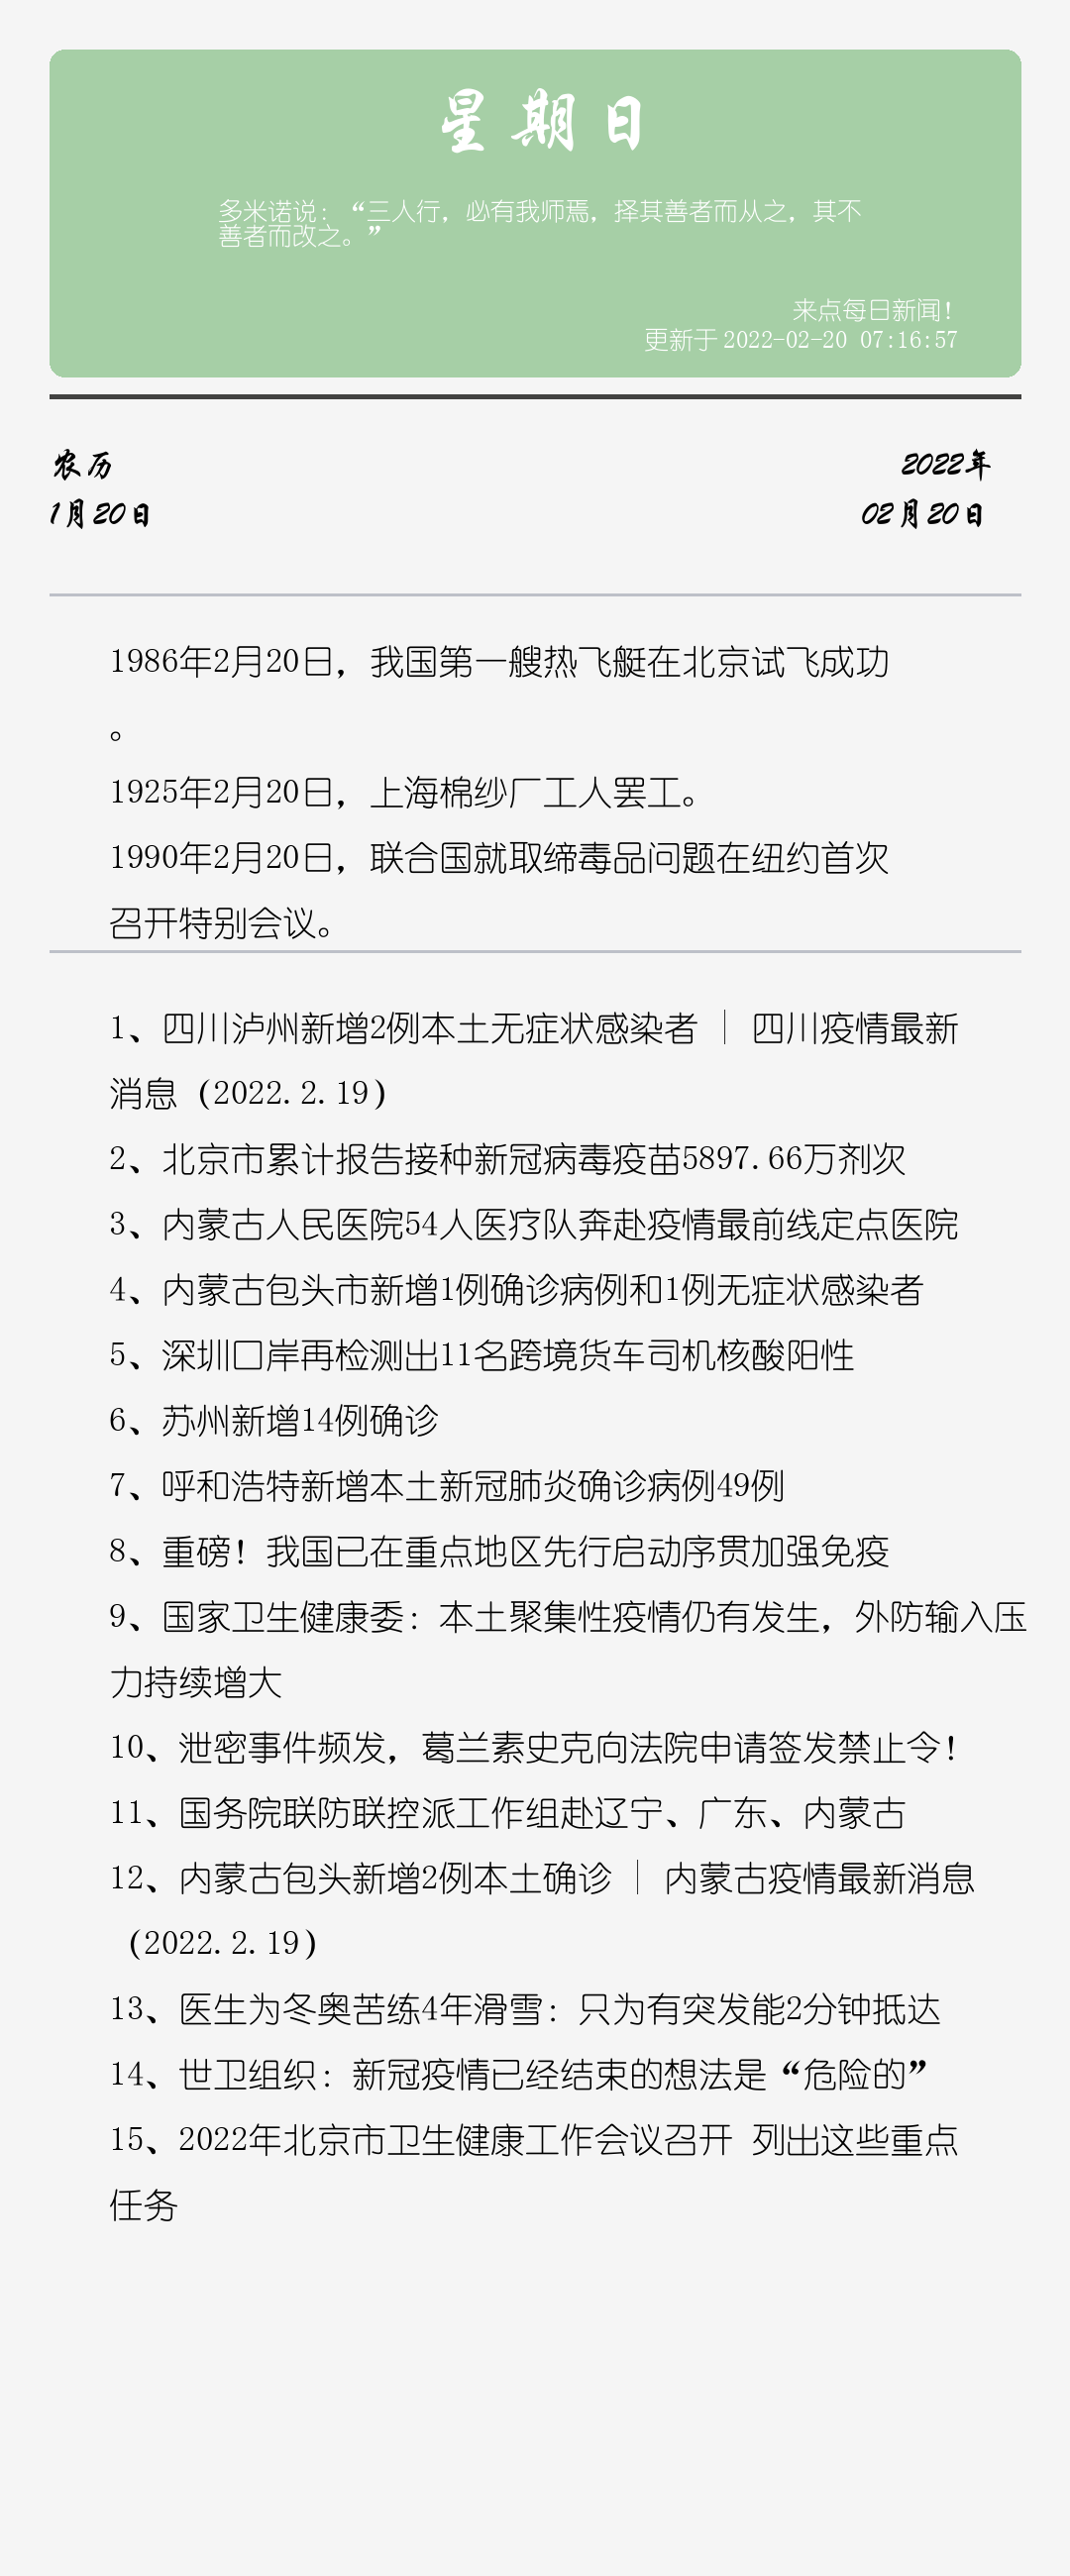 星期日
多米诺说：“三人行，必有我师焉，择其善者而从之，其不
善者而改之。”
来点每日新闻！
更新于2022-02-20 07:16:57
农历
2022年
1月20日
02月20日
1986年2月20日，我国第一艘热飞艇在北京试飞成功
。
1925年2月20日，上海棉纱厂工人罢工。
1990年2月20日，联合国就取缔毒品问题在纽约首次
召开特别会议。
1、四川泸州新增2例本土无症状感染者 | 四川疫情最新
消息（2022.2.19）
2、北京市累计报告接种新冠病毒疫苗5897.66万剂次
3、内蒙古人民医院54人医疗队奔赴疫情最前线定点医院
4、内蒙古包头市新增1例确诊病例和1例无症状感染者
5、深圳口岸再检测出11名跨境货车司机核酸阳性
6、苏州新增14例确诊
7、呼和浩特新增本土新冠肺炎确诊病例49例
8、重磅！我国已在重点地区先行启动序贯加强免疫
9、国家卫生健康委：本土聚集性疫情仍有发生，外防输入压
力持续增大
10、泄密事件频发，葛兰素史克向法院申请签发禁止令！
11、国务院联防联控派工作组赴辽宁、广东、内蒙古
12、内蒙古包头新增2例本土确诊 | 内蒙古疫情最新消息
（2022.2.19）
13、医生为冬奥苦练4年滑雪：只为有突发能2分钟抵达
14、世卫组织：新冠疫情已经结束的想法是“危险的”
15、2022年北京市卫生健康工作会议召开 列出这些重点
任务